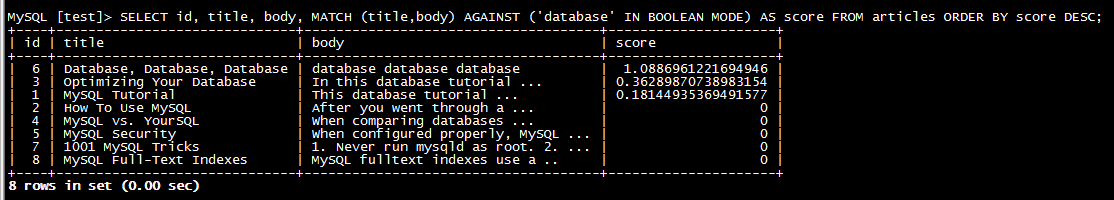 MySQL [test]> SELECT id, title, body, MATCH (title,body) AGAINST ('database' IN BOOLEAN MODE) AS score FROM articles ORDER BY score DESC;
+----+------------------------------+-------------------------------------+---------------------+
| id | title | body | score |
+----+------------------------------+-------------------------------------+---------------------+
| 6 | Database, Database, Database | database database database | 1.0886961221694946 |
| 3 | Optimizing Your Database | In this database tutorial ... | 0.36289870738983154 |
| 1 | MySQL Tutorial | This database tutorial ... | 0.18144935369491577 |
| 2 | How To Use MySQL | After you went through a ... | 0 |
| 4 | MySQL vs. YourSQL | When comparing databases ... | 0 |
| 5 | MySQL Security | When configured properly, MySQL ... | 0 |
| 7 | 1001 MySQL Tricks | 1. Never run mysqld as root. 2. ... | 0 |
| 8 | MySQL Full-Text Indexes | MySQL fulltext indexes use a .. | 0 |
+----+------------------------------+-------------------------------------+---------------------+
8 rows in set (0.00 sec)